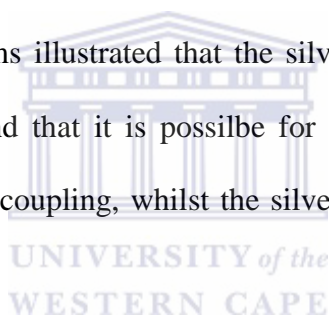 ns illustrated that the silv
nd that it is possilbe for
coupling, whilst the silve
UNIVERSITY of the
WESTERN CAPE